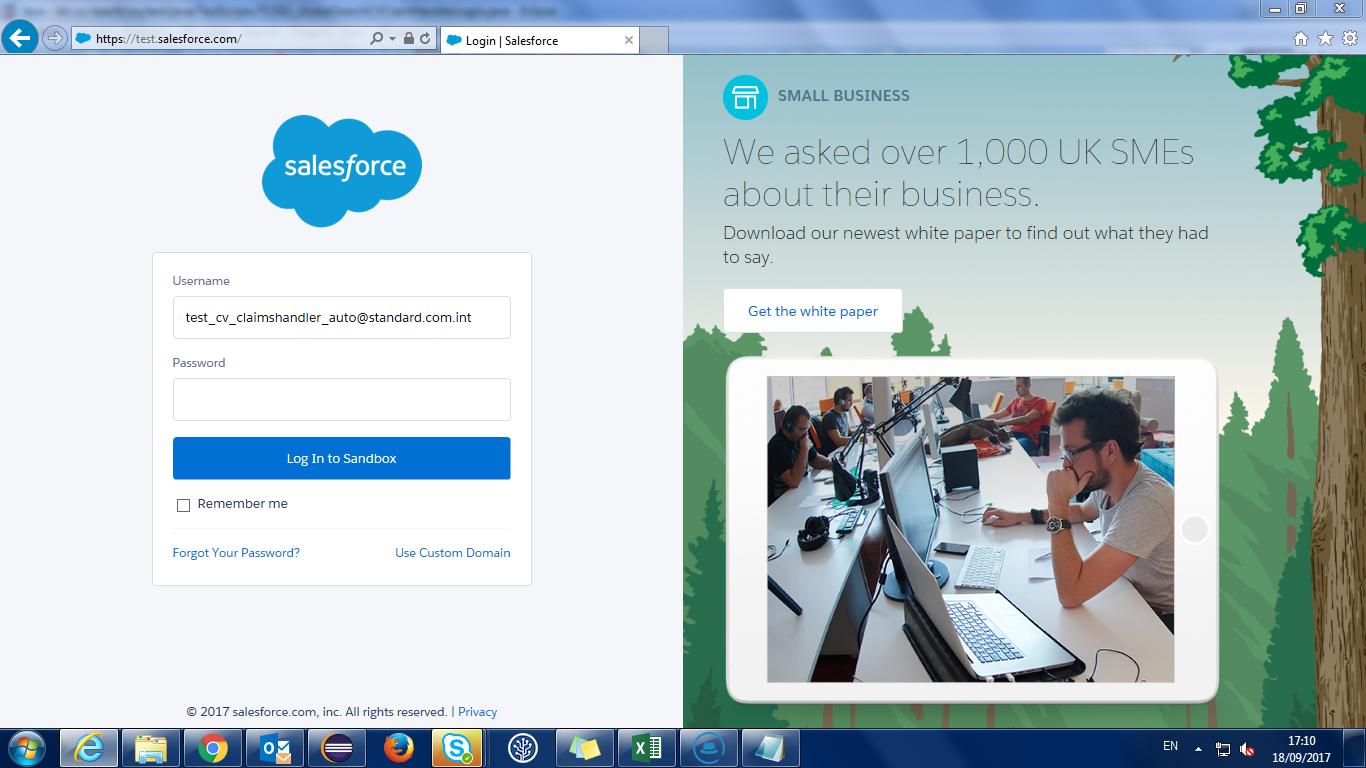 https://test.salesforce.com/
Login | Salesforce
salesforce
Username
test_cv_claimshandler_auto@standard.com.int
Password
Log In to Sandbox
Remember me
Forgot Your Password?
Use Custom Domain
© 2017 salesforce.com, inc. All rights reserved. | Privacy
SMALL BUSINESS
We asked over 1,000 UK SMEs
about their business.
Download our newest white paper to find out what they had
to say.
Get the white paper
EN
17:10
18/09/2017